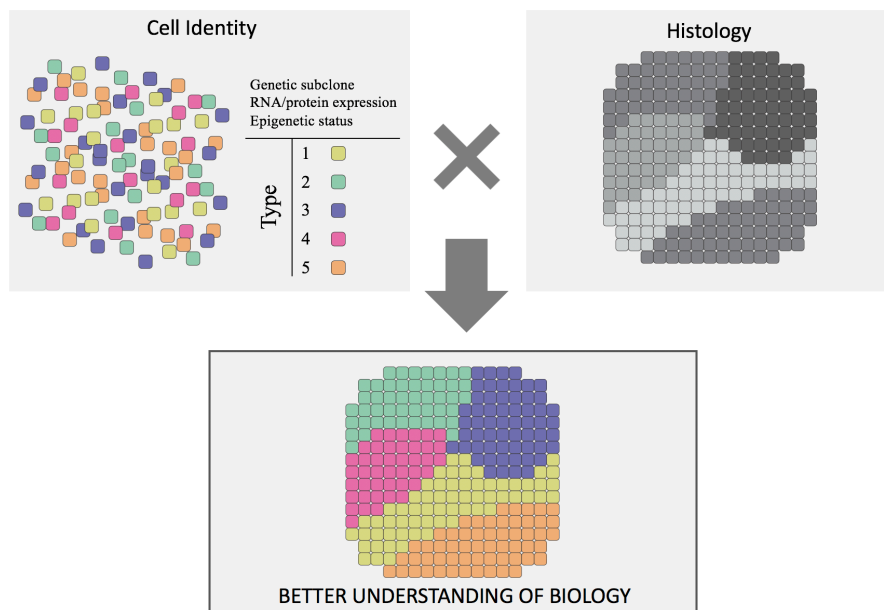 Cell Identity
Genetic subclone
RNA/protein expression
Epigenetic status
Type
1
2
3
4
5
Histology
BETTER UNDERSTANDING OF BIOLOGY